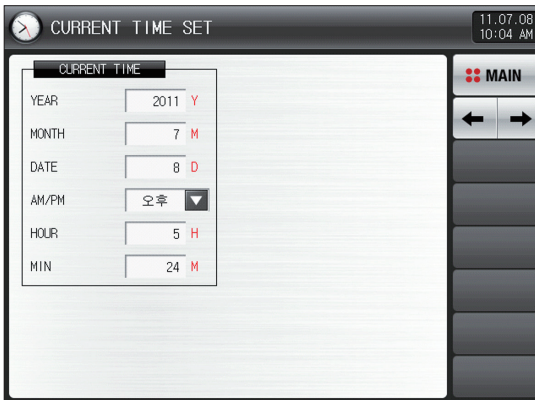 CURRENT TIME SET
11.07.08
10:04 AM
CURRENT TIME
YEAR 2011 Y
MONTH 7 M
DATE 8 D
AM/PM 오후
HOUR 5 H
MIN 24 M
MAIN